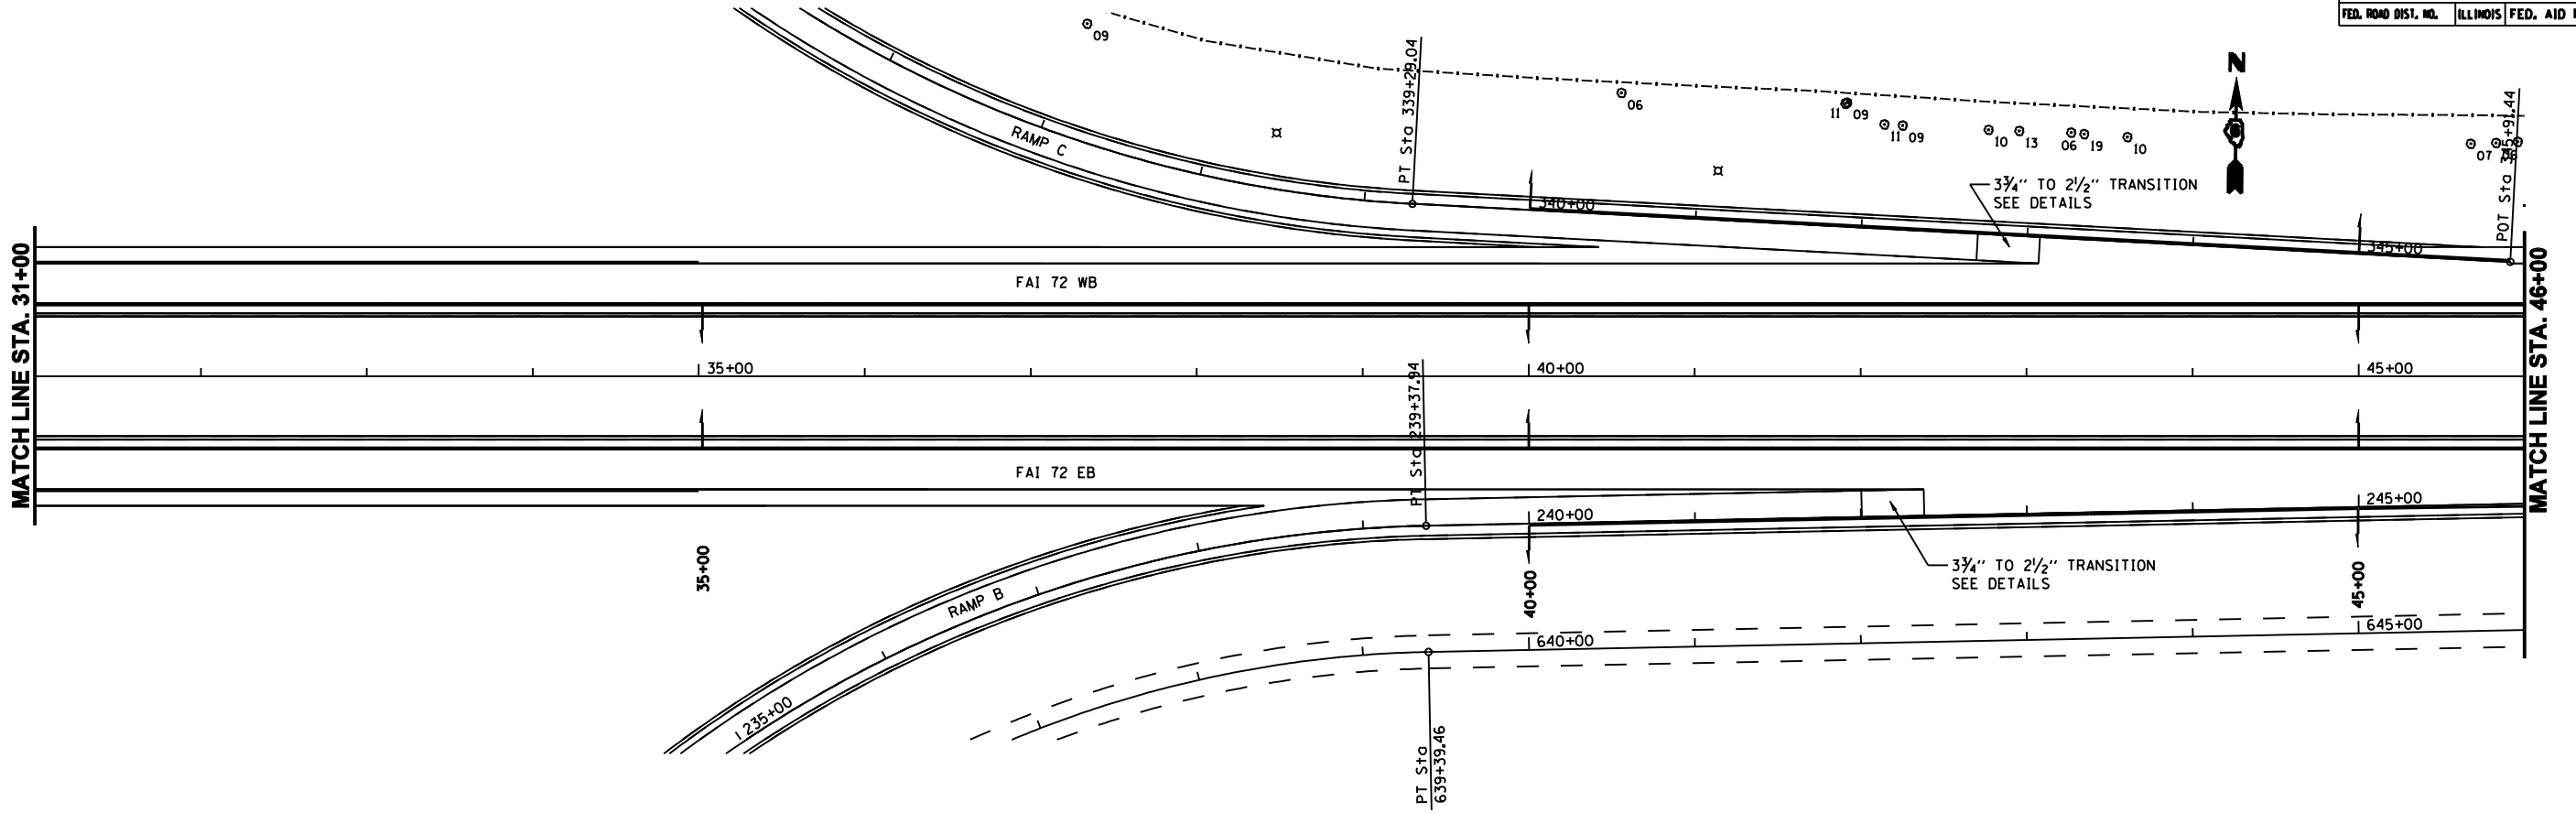 FED. ROAD DIST. NO. ILLINOIS FED. AID
09
PT Sta 339+29.04
06
11 09
11 09
10
13
06 19
10
07
N
POT Sta 345+91.44
RAMP C
3¾" TO 2½" TRANSITION
SEE DETAILS
340+00
345+00
MATCH LINE STA. 31+00
FAI 72 WB
MATCH LINE STA. 46+00
35+00
40+00
45+00
PT Sta 239+37.94
FAI 72 EB
240+00
245+00
35+00
40+00
45+00
3¾" TO 2½" TRANSITION
SEE DETAILS
RAMP B
640+00
645+00
235+00
PT Sta
639+39.46